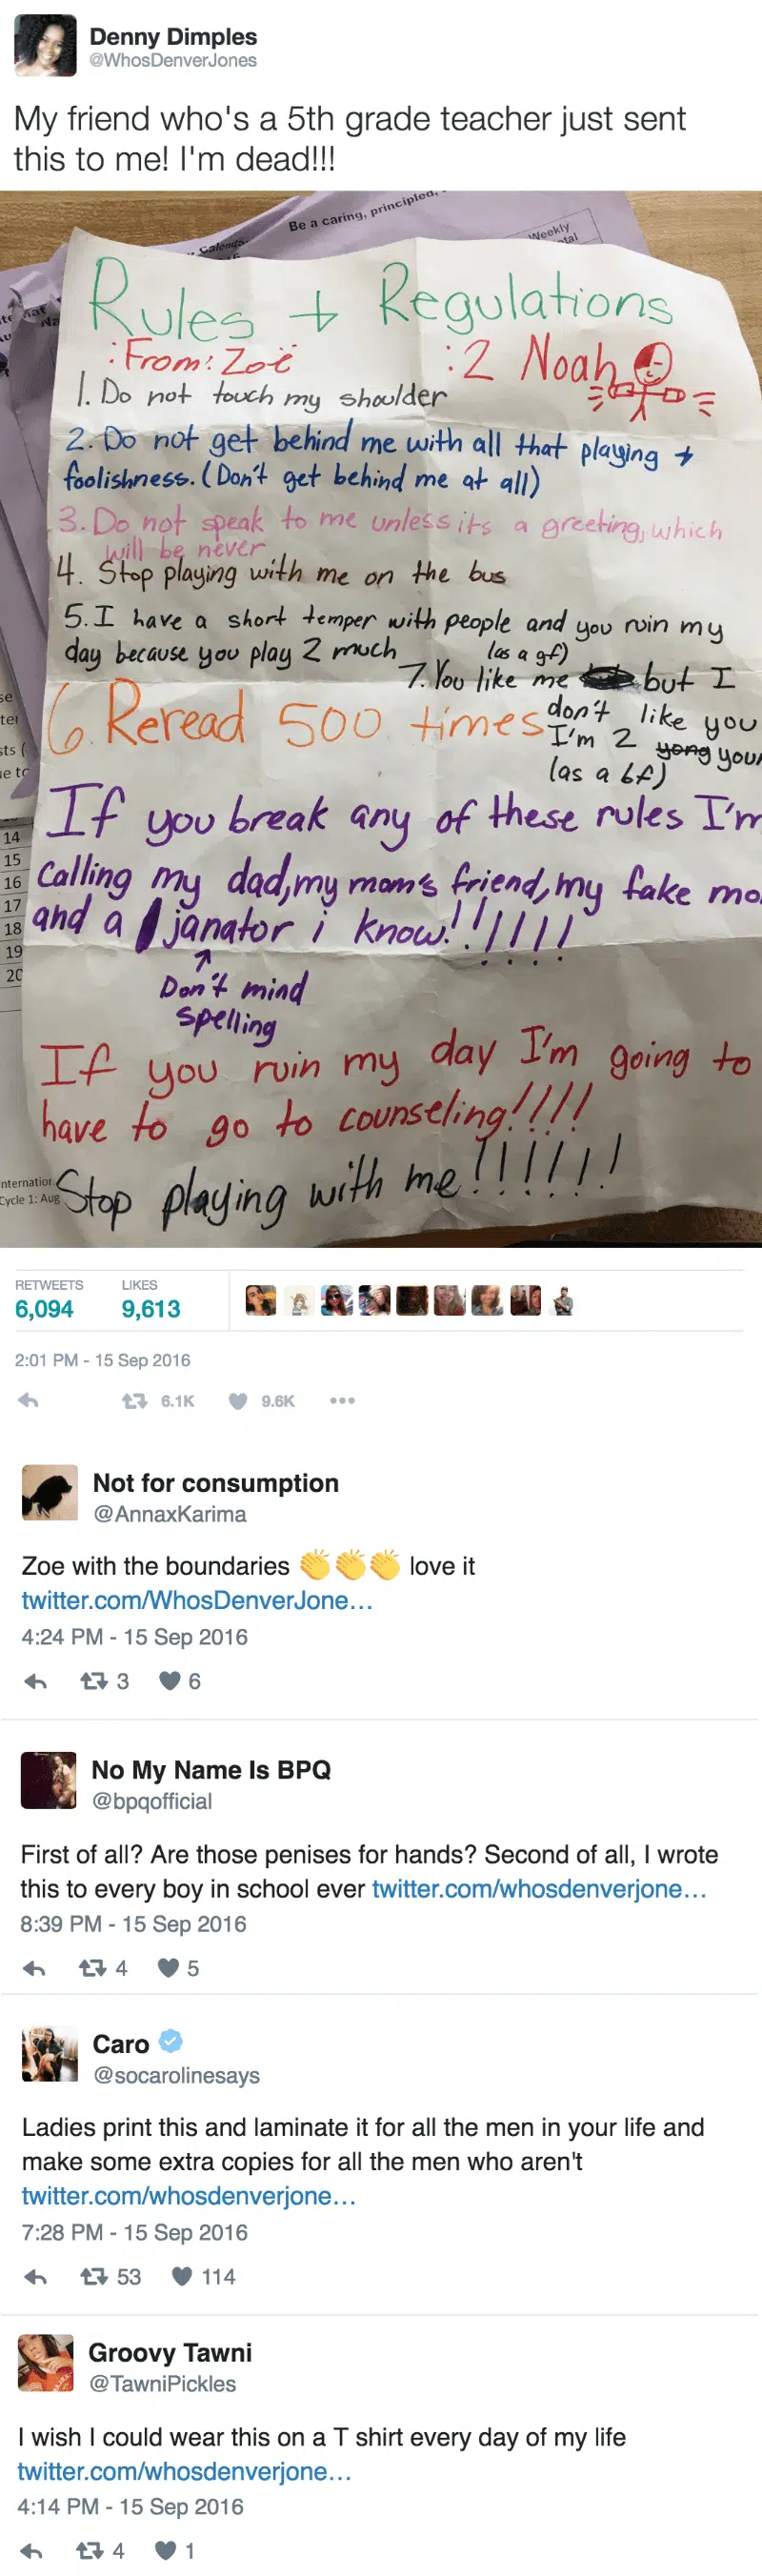 Denny Dimples
@WhosDenverJones
My friend who's a 5th grade teacher just sent
this to me! I'm dead!!!
Be a caring, principled,
Calenda
Weekly
Rules + Regulations
:From: Zoë :2 Noah
1. Do not touch my shoulder
2. Do not get behind me with all that playing +
foolishness. (Don't get behind me at all)
3. Do not speak to me unless its a greeting, which
will be never
4. Stop playing with me on the bus
5. I have a short temper with people and you ruin my
day because you play 2 much
(as a gf)
7. You like me but I
don't like you
I'm 2 yong your
(as a bf)
6. Reread 500 times
If you break any of these rules I'm
Calling my dad, my mom's friend, my fake mo
and a janator i know!!!!!!!
Don't mind
spelling
If you ruin my day I'm going to
have to go to counseling!!!!
Stop playing with me!!!!!!!
14
15
16
17
18
19
20
Cycle 1: Aug
RETWEETS LIKES
6,094 9,613
2:01 PM - 15 Sep 2016
6.1K 9.6K
Not for consumption
@AnnaxKarima
Zoe with the boundaries 👏👏👏 love it
twitter.com/WhosDenverJone…
4:24 PM - 15 Sep 2016
3 6
No My Name Is BPQ
@bpqofficial
First of all? Are those penises for hands? Second of all, I wrote
this to every boy in school ever twitter.com/whosdenverjone…
8:39 PM - 15 Sep 2016
4 5
Caro
@socarolinesays
Ladies print this and laminate it for all the men in your life and
make some extra copies for all the men who aren't
twitter.com/whosdenverjone…
7:28 PM - 15 Sep 2016
53 114
Groovy Tawni
@TawniPickles
I wish I could wear this on a T shirt every day of my life
twitter.com/whosdenverjone…
4:14 PM - 15 Sep 2016
4 1